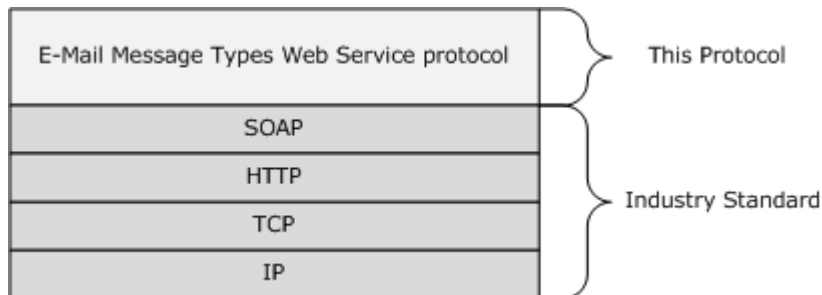 E-Mail Message Types Web Service protocol
This Protocol
SOAP
HTTP
TCP
IP
Industry Standard